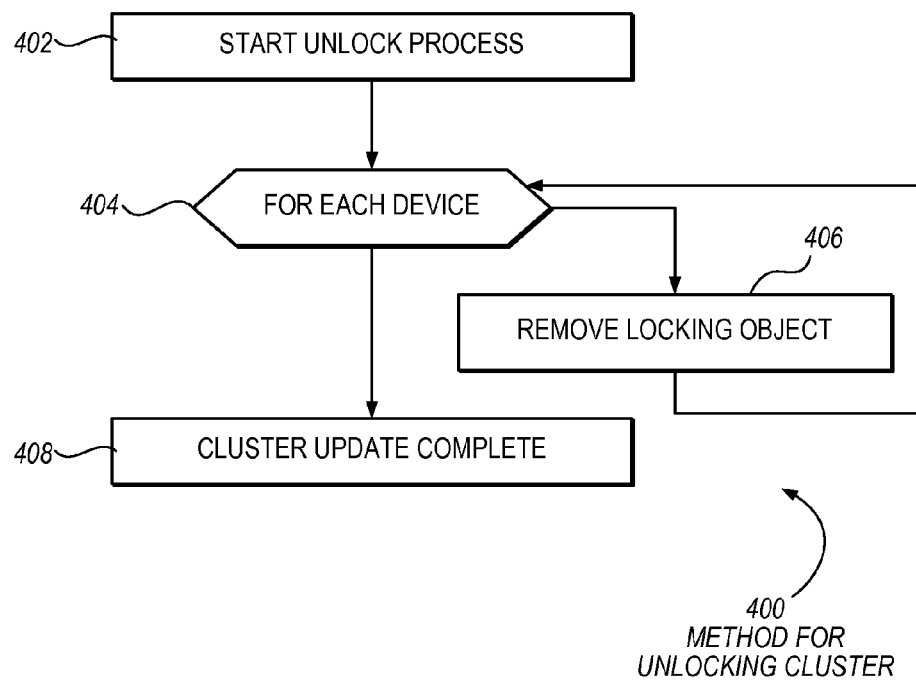 402
START UNLOCK PROCESS
404
FOR EACH DEVICE
406
REMOVE LOCKING OBJECT
408
CLUSTER UPDATE COMPLETE
400
METHOD FOR
UNLOCKING CLUSTER